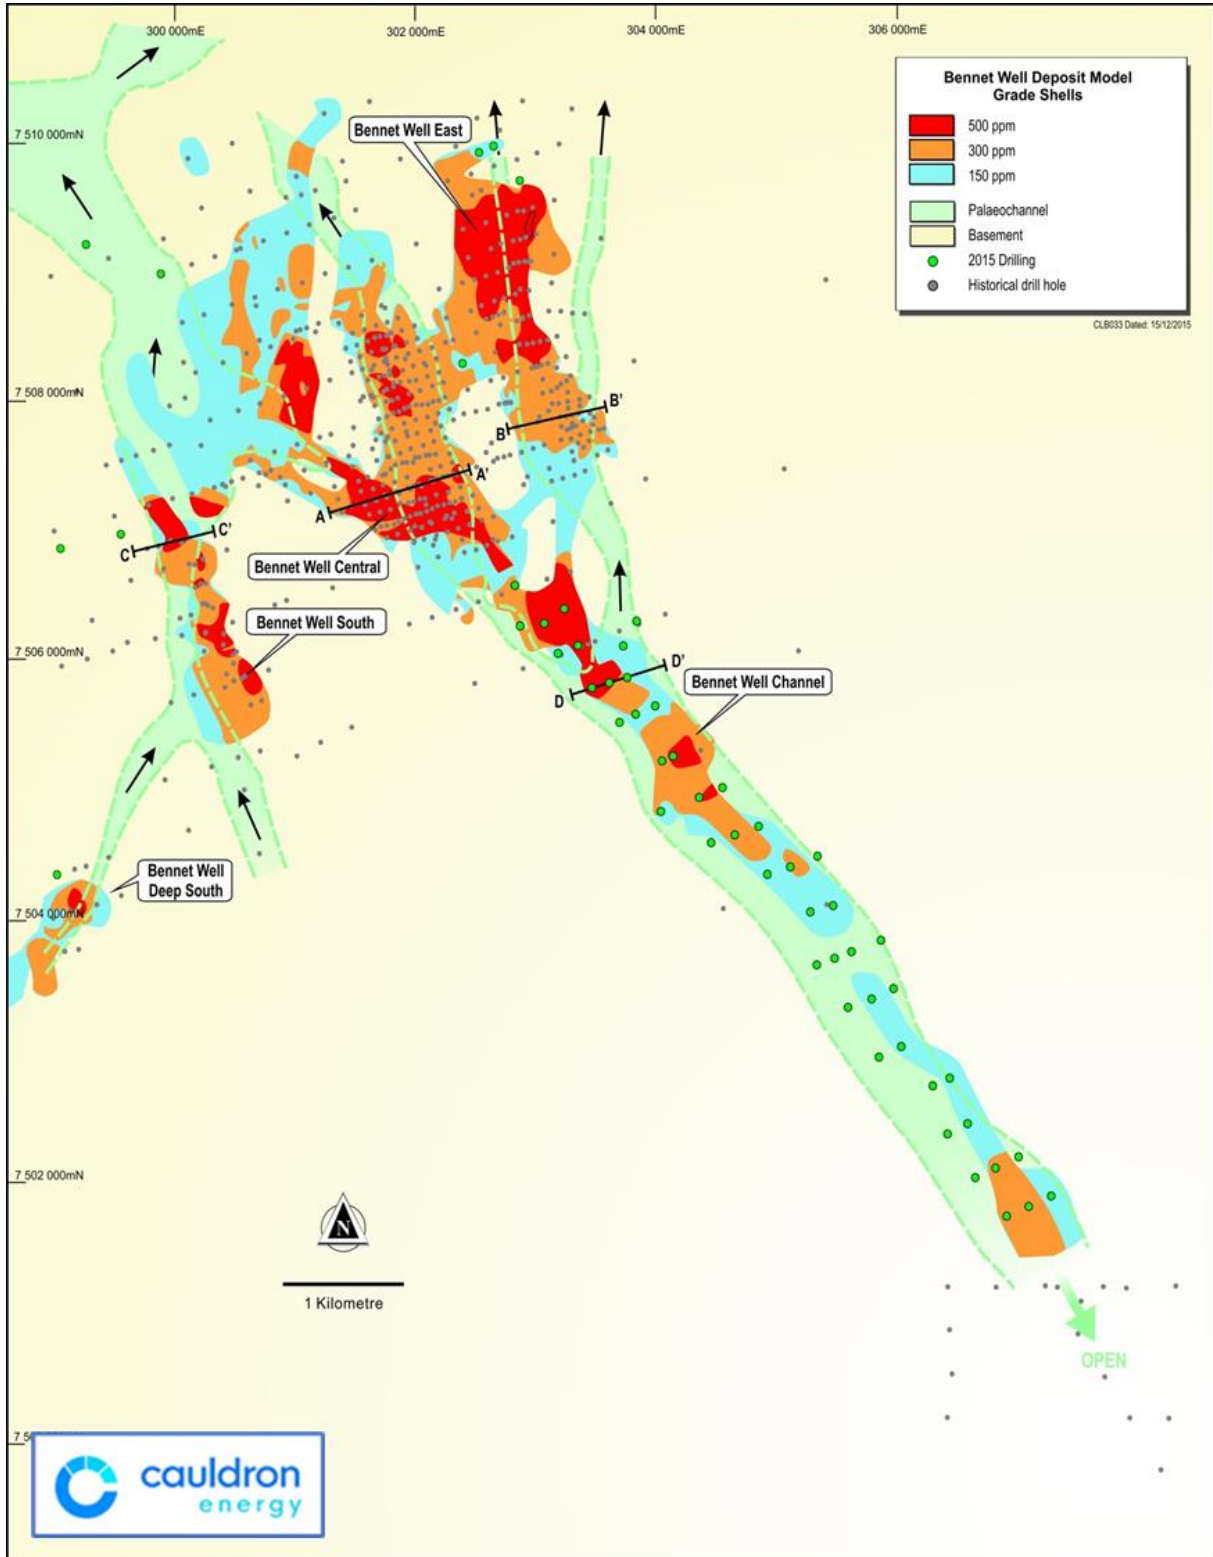 300 000mE
302 000mE
304 000mE
306 000mE
Bennet Well Deposit Model
Grade Shells
500 ppm
300 ppm
150 ppm
Palaeochannel
Basement
2015 Drilling
Historical drill hole
CLB033 Dated: 15/12/2015
7 510 000mN
Bennet Well East
7 508 000mN
B
B'
A
A'
C
C'
Bennet Well Central
Bennet Well South
7 506 000mN
D
D'
Bennet Well Channel
Bennet Well
Deep South
7 504 000mN
7 502 000mN
N
1 Kilometre
OPEN
cauldron
energy